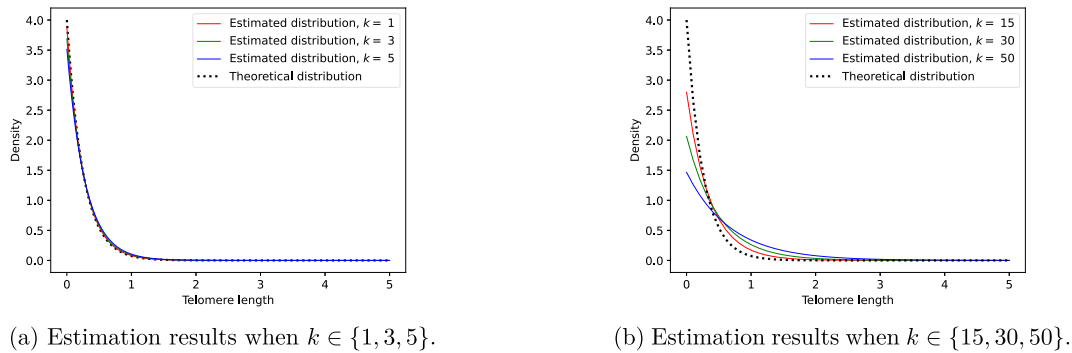 4.0
3.5
3.0
2.5
2.0
1.5
1.0
0.5
0.0
Density
0 1 2 3 4 5
Telomere length
Estimated distribution, k = 1
Estimated distribution, k = 3
Estimated distribution, k = 5
Theoretical distribution
(a) Estimation results when k ∈ {1, 3, 5}.
4.0
3.5
3.0
2.5
2.0
1.5
1.0
0.5
0.0
Density
0 1 2 3 4 5
Telomere length
Estimated distribution, k = 15
Estimated distribution, k = 30
Estimated distribution, k = 50
Theoretical distribution
(b) Estimation results when k ∈ {15, 30, 50}.